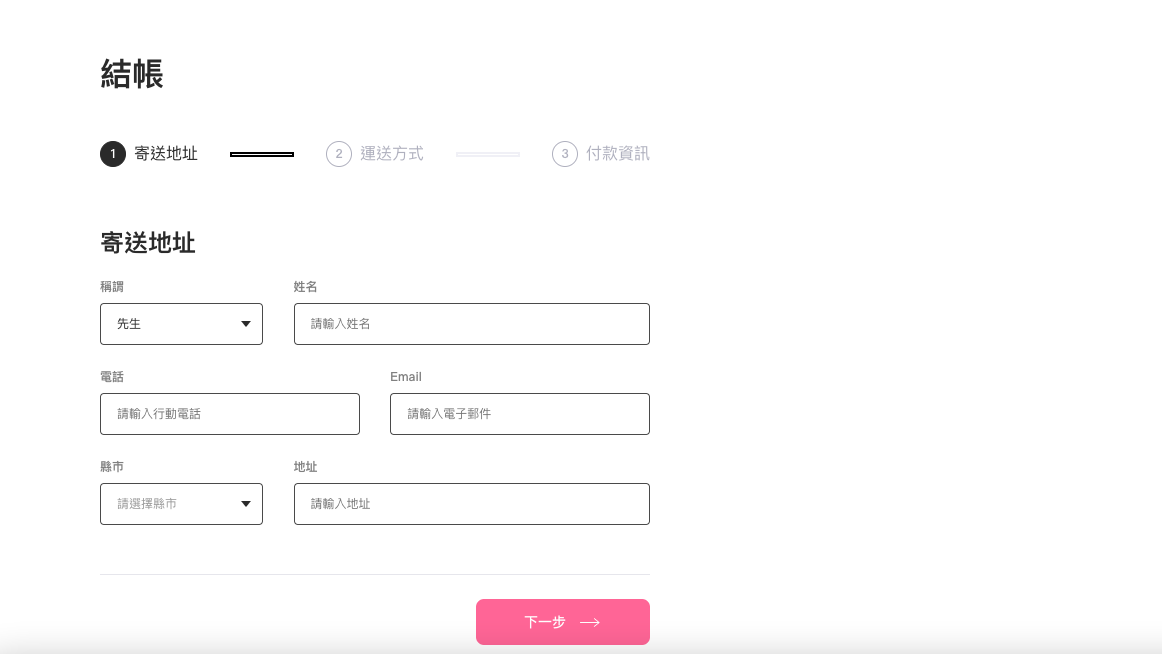 結帳
1 寄送地址 2 運送方式 3 付款資訊
寄送地址
稱謂 姓名
先生 請輸入姓名
電話 Email
請輸入行動電話 請輸入電子郵件
縣市 地址
請選擇縣市 請輸入地址
下一步